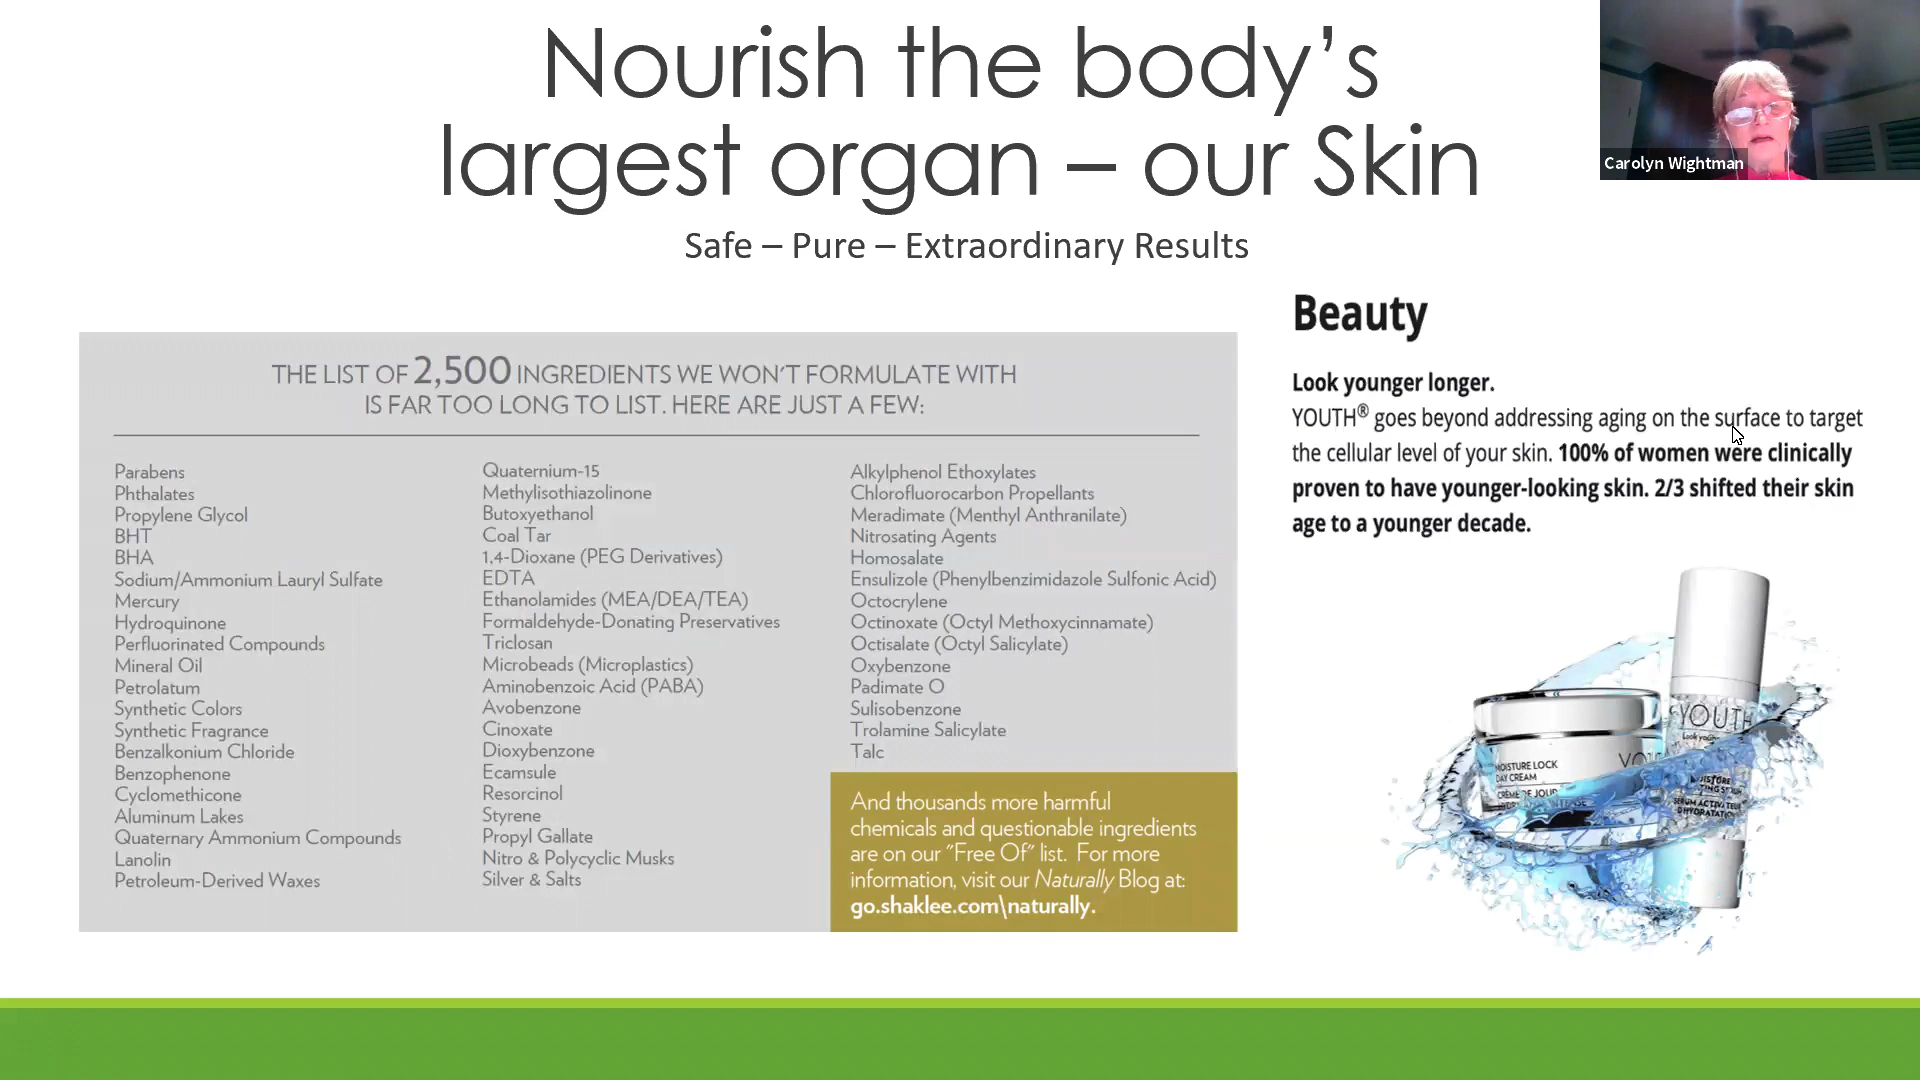 Nourish the body’s
largest organ – our Skin
Safe – Pure – Extraordinary Results
Carolyn Wightman
THE LIST OF 2,500 INGREDIENTS WE WON'T FORMULATE WITH
IS FAR TOO LONG TO LIST. HERE ARE JUST A FEW:
Parabens
Phthalates
Propylene Glycol
BHT
BHA
Sodium/Ammonium Lauryl Sulfate
Mercury
Hydroquinone
Perfluorinated Compounds
Mineral Oil
Petrolatum
Synthetic Colors
Synthetic Fragrance
Benzalkonium Chloride
Benzophenone
Cyclomethicone
Aluminum Lakes
Quaternary Ammonium Compounds
Lanolin
Petroleum-Derived Waxes
Quaternium-15
Methylisothiazolinone
Butoxyethanol
Coal Tar
1,4-Dioxane (PEG Derivatives)
EDTA
Ethanolamides (MEA/DEA/TEA)
Formaldehyde-Donating Preservatives
Triclosan
Microbeads (Microplastics)
Aminobenzoic Acid (PABA)
Avobenzone
Cinoxate
Dioxybenzone
Ecamsule
Resorcinol
Styrene
Propyl Gallate
Nitro & Polycyclic Musks
Silver & Salts
Alkylphenol Ethoxylates
Chlorofluorocarbon Propellants
Meradimate (Menthyl Anthranilate)
Nitrosating Agents
Homosalate
Ensulizole (Phenylbenzimidazole Sulfonic Acid)
Octocrylene
Octinoxate (Octyl Methoxycinnamate)
Octisalate (Octyl Salicylate)
Oxybenzone
Padimate O
Sulisobenzone
Trolamine Salicylate
Talc
And thousands more harmful
chemicals and questionable ingredients
are on our "Free Of" list. For more
information, visit our Naturally Blog at:
go.shaklee.com\naturally.
Beauty
Look younger longer.
YOUTH® goes beyond addressing aging on the surface to target
the cellular level of your skin. 100% of women were clinically
proven to have younger-looking skin. 2/3 shifted their skin
age to a younger decade.
MOISTURE LOCK
DAY CREAM
CRÈME DE JOUR
YOUTH